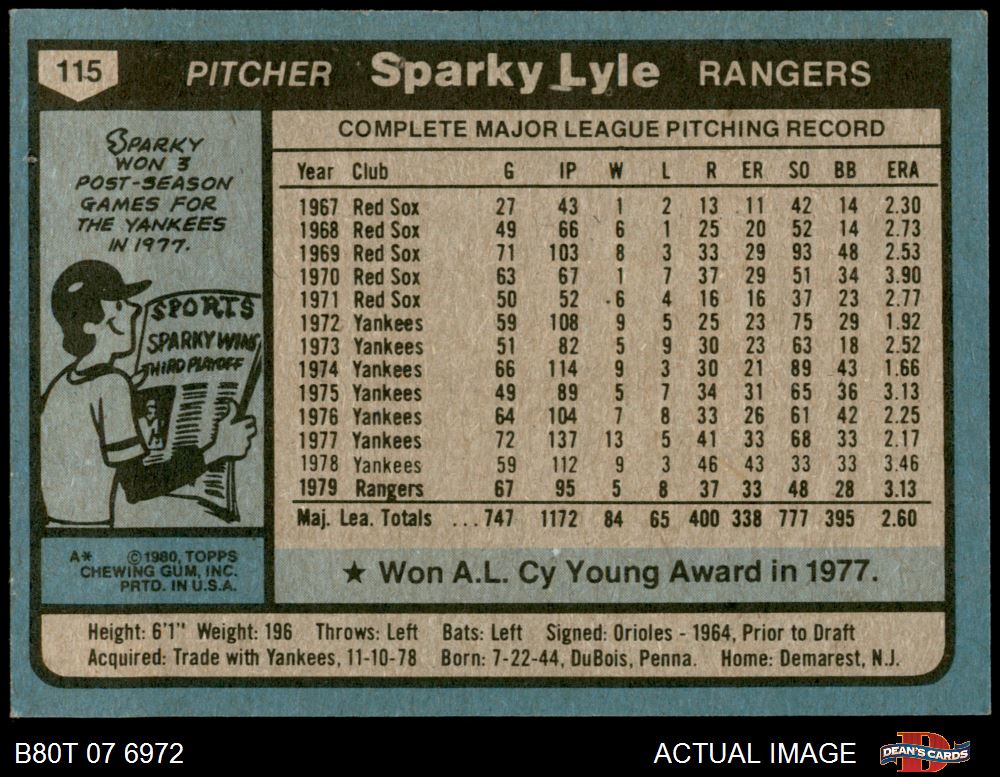 115 PITCHER Sparky Lyle RANGERS
SPARKY
WON 3
POST-SEASON
GAMES FOR
THE YANKEES
IN 1977.
SPORTS
SPARKY WINS
THIRD PLAYOFF
A* ©1980, TOPPS
CHEWING GUM, INC.
PRTD. IN U.S.A.
COMPLETE MAJOR LEAGUE PITCHING RECORD
Year Club G IP W L R ER SO BB ERA
1967 Red Sox 27 43 1 2 13 11 42 14 2.30
1968 Red Sox 49 66 6 1 25 20 52 14 2.73
1969 Red Sox 71 103 8 3 33 29 93 48 2.53
1970 Red Sox 63 67 1 7 37 29 51 34 3.90
1971 Red Sox 50 52 6 4 16 16 37 23 2.77
1972 Yankees 59 108 9 5 25 23 75 29 1.92
1973 Yankees 51 82 5 9 30 23 63 18 2.52
1974 Yankees 66 114 9 3 30 21 89 43 1.66
1975 Yankees 49 89 5 7 34 31 65 36 3.13
1976 Yankees 64 104 7 8 33 26 61 42 2.25
1977 Yankees 72 137 13 5 41 33 68 33 2.17
1978 Yankees 59 112 9 3 46 43 33 33 3.46
1979 Rangers 67 95 5 8 37 33 48 28 3.13
Maj. Lea. Totals ... 747 1172 84 65 400 338 777 395 2.60
★ Won A.L. Cy Young Award in 1977.
Height: 6'1" Weight: 196 Throws: Left Bats: Left Signed: Orioles - 1964, Prior to Draft
Acquired: Trade with Yankees, 11-10-78 Born: 7-22-44, DuBois, Penna. Home: Demarest, N.J.
B80T 07 6972 ACTUAL IMAGE DEAN'S CARDS